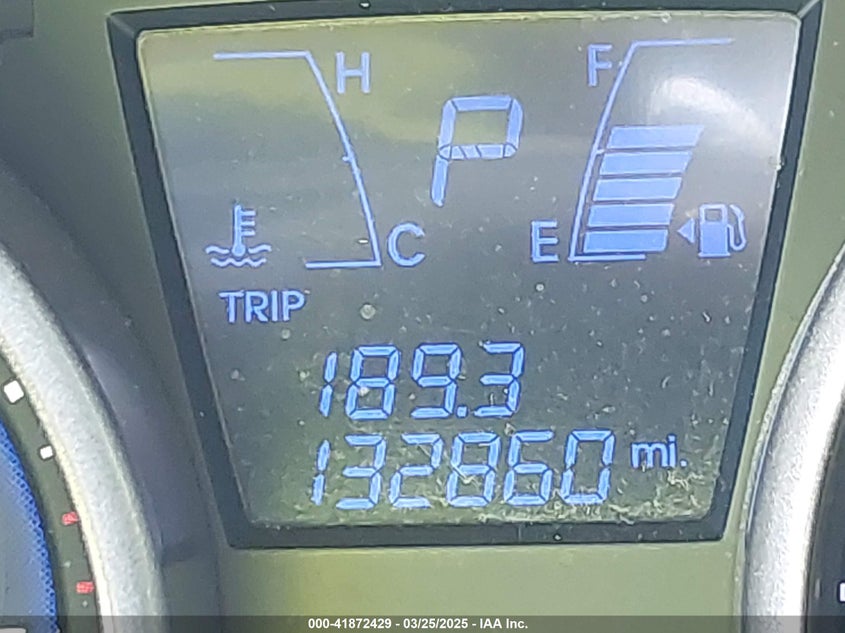 H
P
F
C
E
TRIP
189.3
132860 mi.
000-41872429 - 03/25/2025 - IAA Inc.